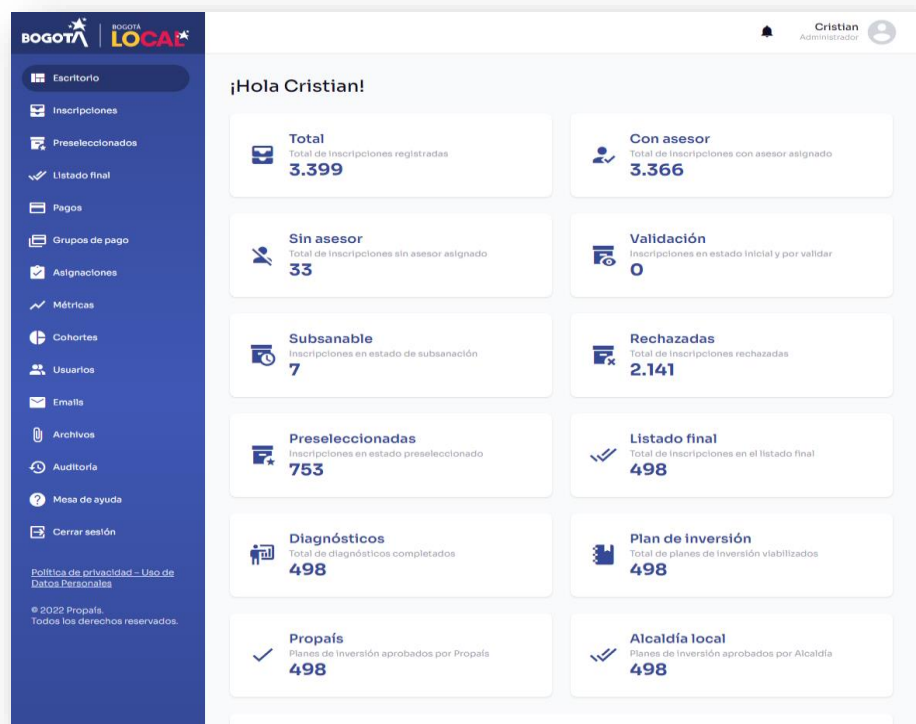 BOGOTÁ
BOGOTÁ
LOCAL
Cristian
Administrador
Escritorio
Inscripciones
Preseleccionados
Listado final
Pagos
Grupos de pago
Asignaciones
Métricas
Cohortes
Usuarios
Emails
Archivos
Auditoría
Mesa de ayuda
Cerrar sesión
Política de privacidad – Uso de
Datos Personales
© 2022 Propaís.
Todos los derechos reservados.
¡Hola Cristian!
Total
Total de inscripciones registradas
3.399
Con asesor
Total de inscripciones con asesor asignado
3.366
Sin asesor
Total de inscripciones sin asesor asignado
33
Validación
Inscripciones en estado inicial y por validar
0
Subsanable
Inscripciones en estado de subsanación
7
Rechazadas
Total de inscripciones rechazadas
2.141
Preseleccionadas
Inscripciones en estado preseleccionado
753
Listado final
Total de inscripciones en el listado final
498
Diagnósticos
Total de diagnósticos completados
498
Plan de inversión
Total de planes de inversión viabilizados
498
Propaís
Planes de inversión aprobados por Propaís
498
Alcaldía local
Planes de inversión aprobados por Alcaldía
498